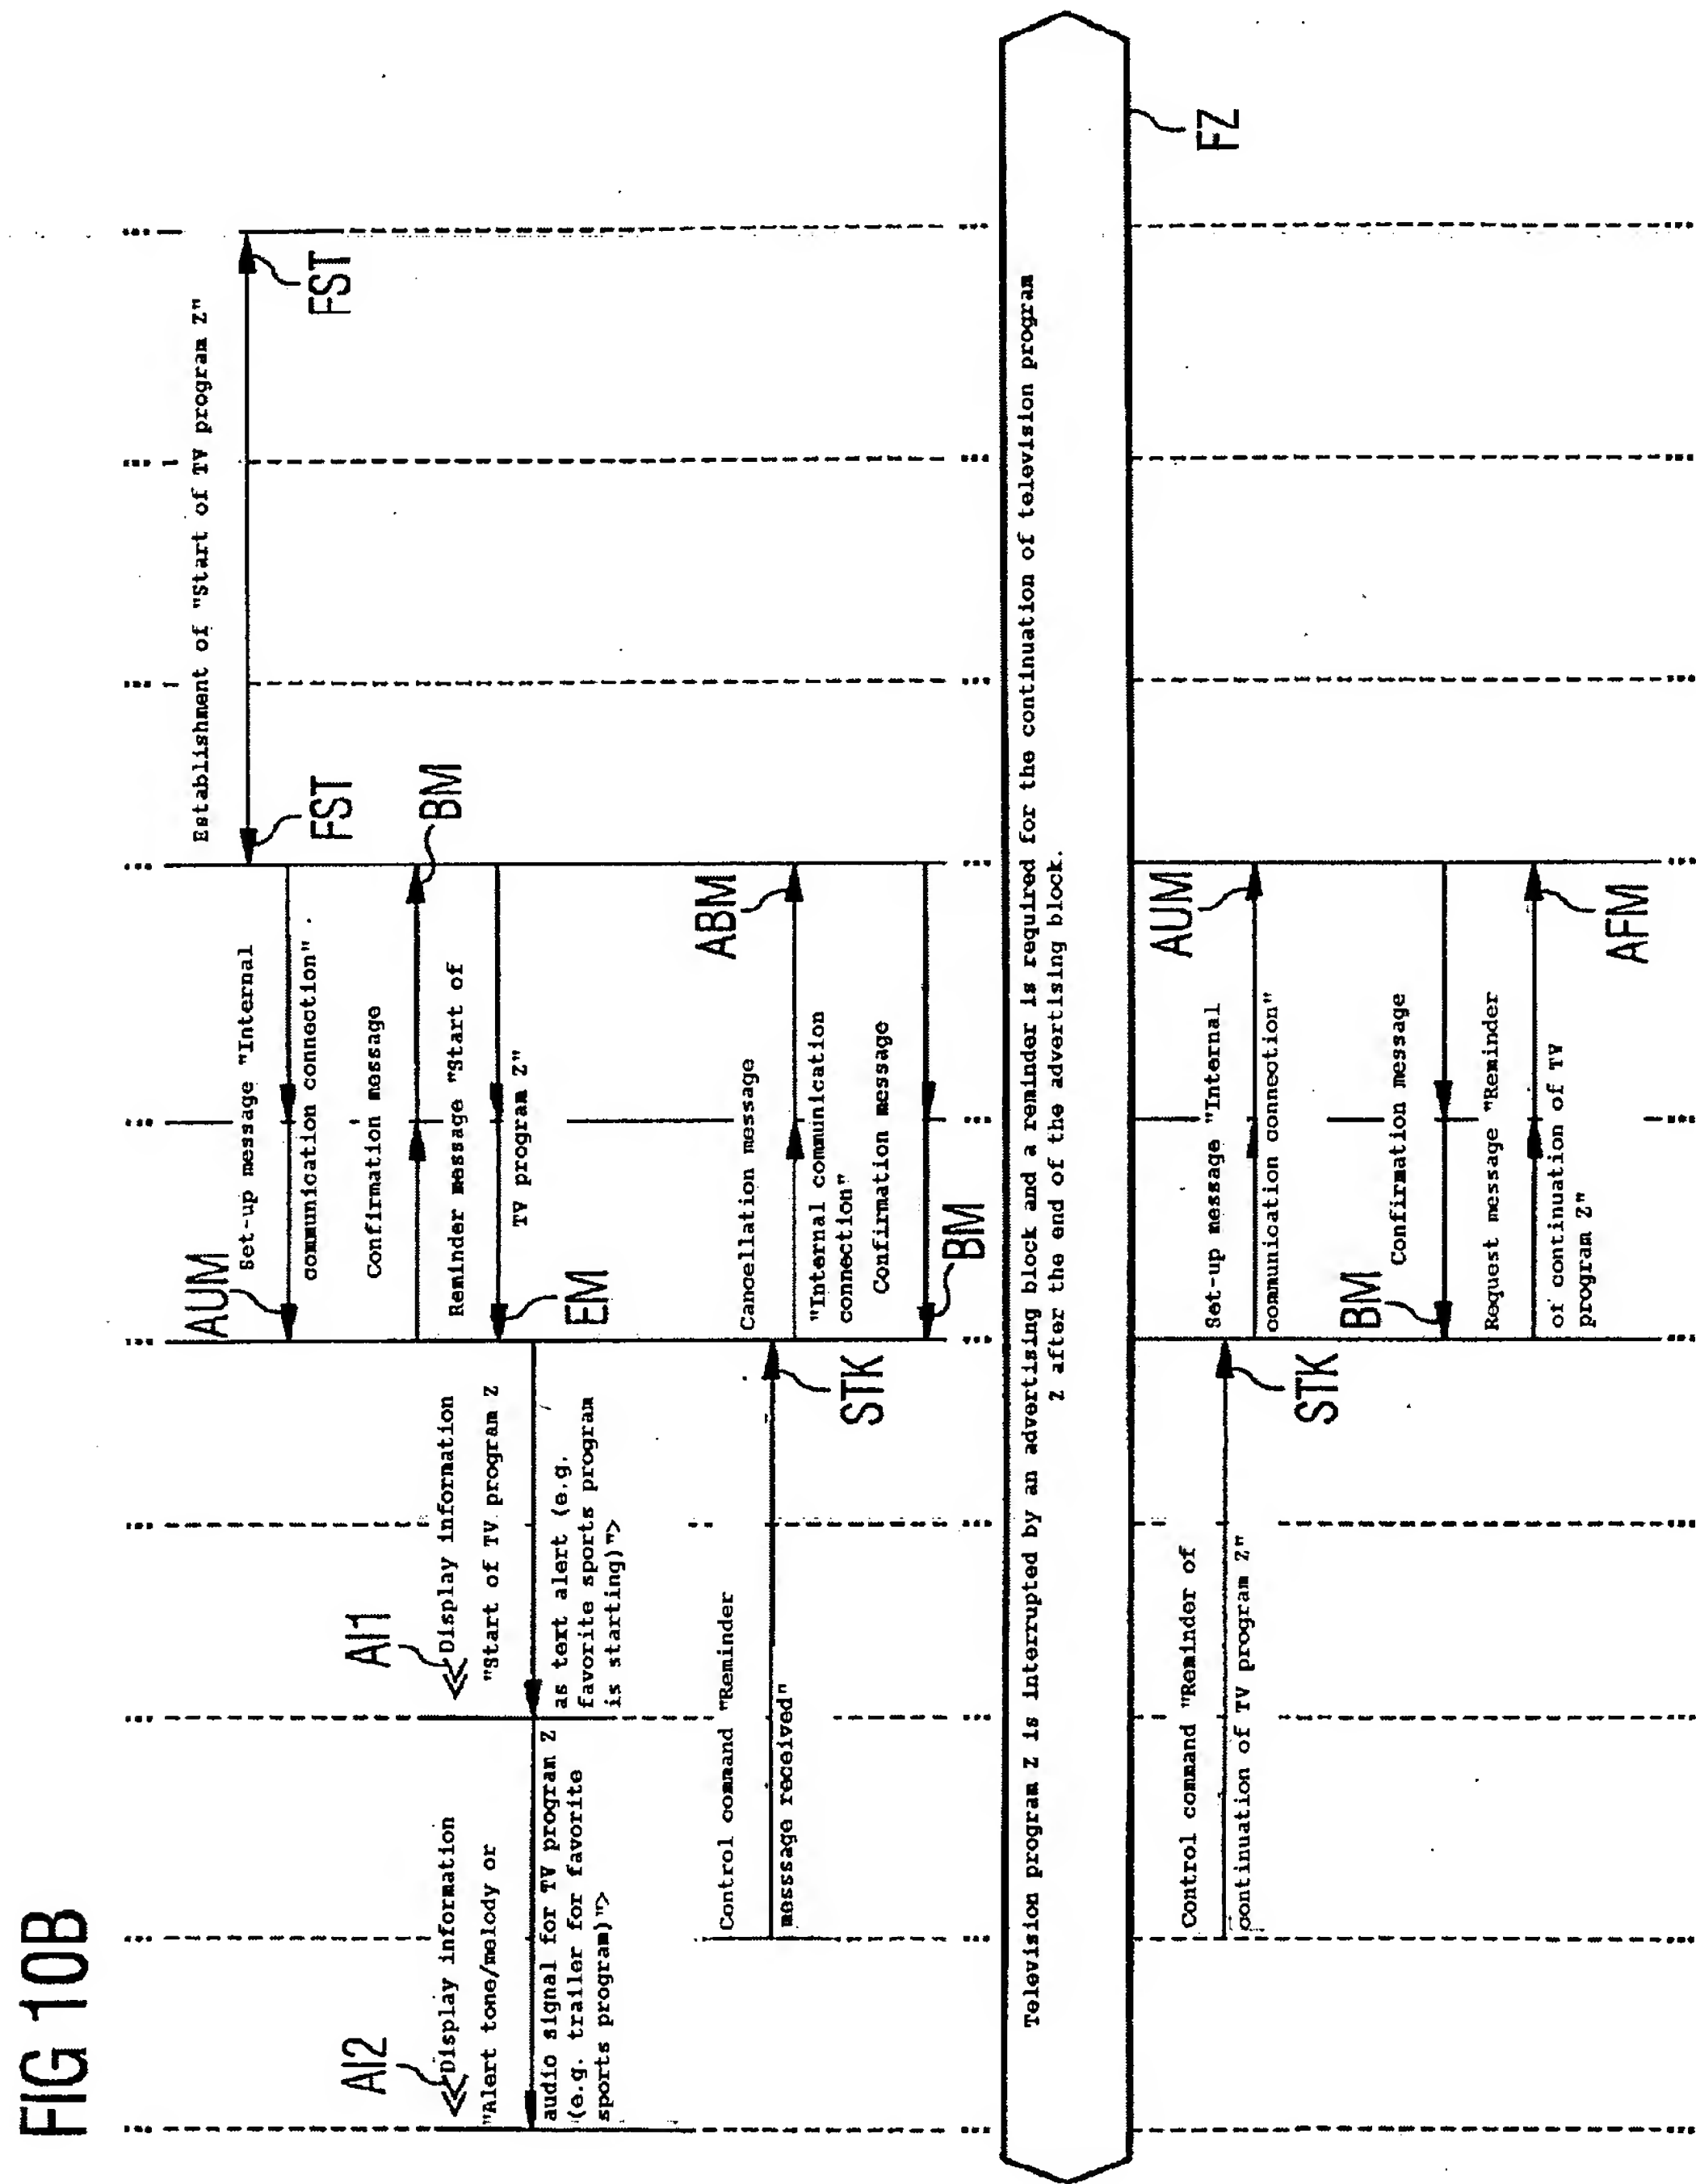 FIG 10B
Establishment of "Start of TV program Z"
FST
FST
AUM
Set-up message "Internal
communication connection"
Confirmation message
BM
Reminder message "Start of
TV program Z"
EM
AI1
Display information
"Start of TV program Z
as text alert (e.g.
favorite sports program
is starting)">
AI2
Display information
"Alert tone/melody or
audio signal for TV program Z
(e.g. trailer for favorite
sports program)">
Control command "Reminder
message received"
STK
Cancellation message
"Internal communication
connection"
ABM
Confirmation message
BM
Television program Z is interrupted by an advertising block and a reminder is required for the continuation of television program
Z after the end of the advertising block.
FZ
Control command "Reminder of
continuation of TV program Z"
STK
Set-up message "Internal
communication connection"
AUM
Confirmation message
BM
Request message "Reminder
of continuation of TV
program Z"
AFM